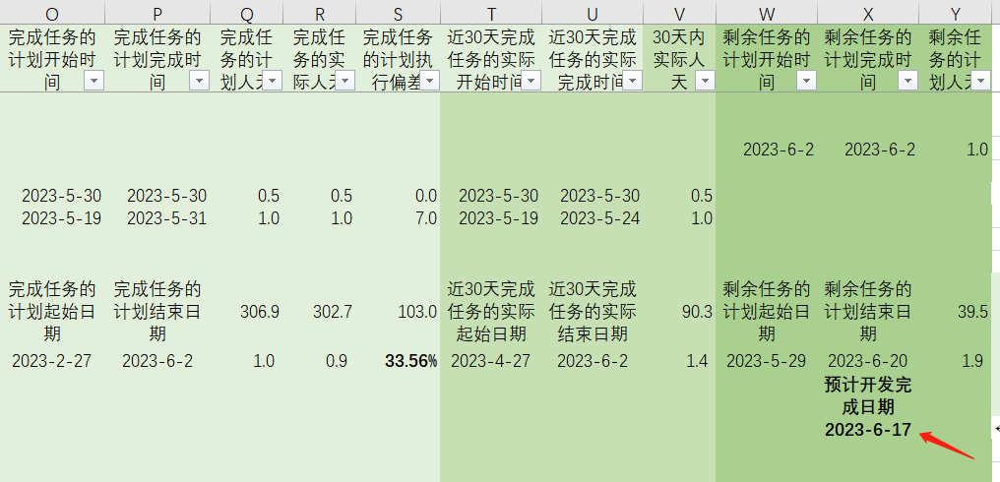 O P Q R S T U V W X Y
完成任务的 完成任务的 完成任 完成任 完成任务 近30天完成 近30天完成 30天内 剩余任务的 剩余任务的 剩余任
计划开始时 计划完成时 务的计 务的实 的计划执 任务的实际 任务的实际 实际人 计划开始时 计划完成时 务的计
间 间 划人天 际人天 行偏差 开始时间 完成时间 天 间 间 划人天
2023-6-2 2023-6-2 1.0
2023-5-30 2023-5-30 0.5 0.5 0.0 2023-5-30 2023-5-30 0.5
2023-5-19 2023-5-31 1.0 1.0 7.0 2023-5-19 2023-5-24 1.0
完成任务的 完成任务的 近30天完成 近30天完成 剩余任务的 剩余任务的
计划起始日 计划结束日 306.9 302.7 103.0 任务的实际 任务的实际 90.3 计划起始日 计划结束日 39.5
期 期 起始日期 结束日期 期 期
2023-2-27 2023-6-2 1.0 0.9 33.56% 2023-4-27 2023-6-2 1.4 2023-5-29 2023-6-20 1.9
预计开发完
成日期
2023-6-17